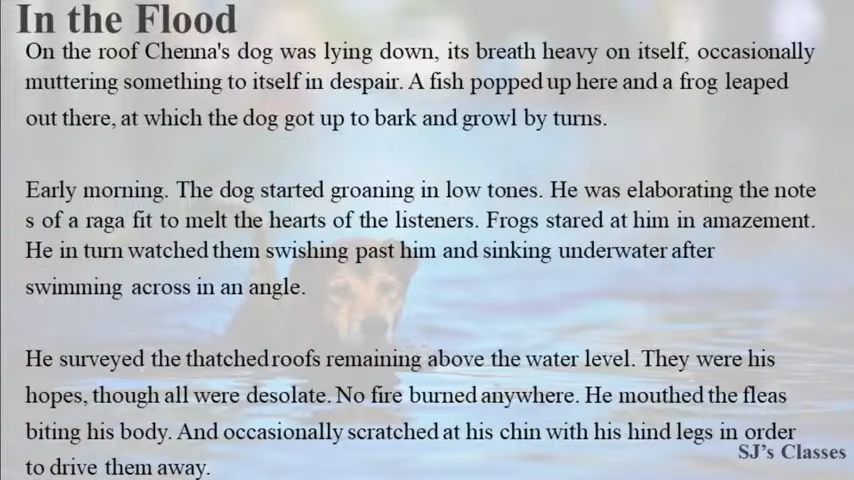 In the Flood
On the roof Chenna's dog was lying down, its breath heavy on itself, occasionally
muttering something to itself in despair. A fish popped up here and a frog leaped
out there, at which the dog got up to bark and growl by turns.
Early morning. The dog started groaning in low tones. He was elaborating the note
s of a raga fit to melt the hearts of the listeners. Frogs stared at him in amazement.
He in turn watched them swishing past him and sinking underwater after
swimming across in an angle.
He surveyed the thatched roofs remaining above the water level. They were his
hopes, though all were desolate. No fire burned anywhere. He mouthed the fleas
biting his body. And occasionally scratched at his chin with his hind legs in order
to drive them away.
SJ's Classes